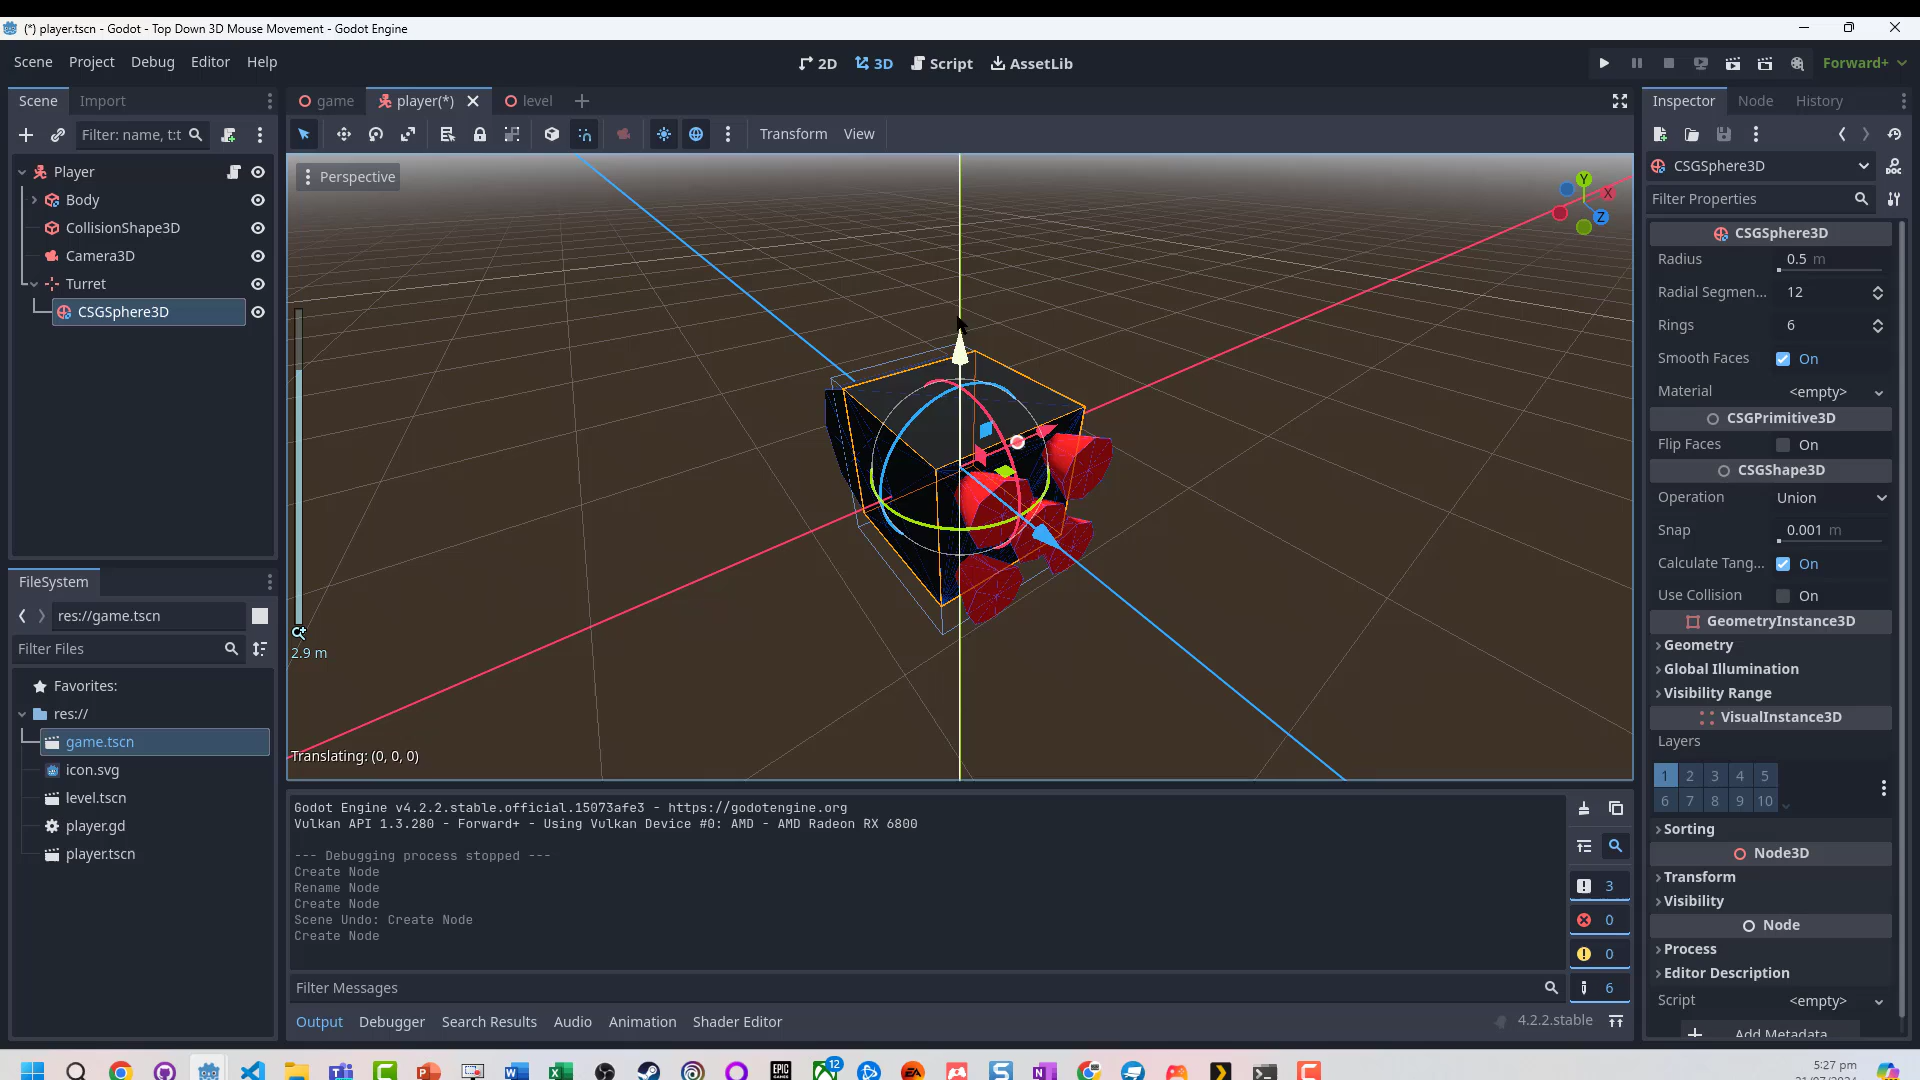 (*) player.tscn - Godot - Top Down 3D Mouse Movement - Godot Engine
Scene Project Debug Editor Help
2D 3D Script AssetLib
Forward+
Scene Import
game player(*) level
Inspector Node History
Filter: name, t:t
Transform View
CSGSphere3D
Filter Properties
Player
Body
CollisionShape3D
Camera3D
Turret
CSGSphere3D
Perspective
Y
X
Z
2.9 m
Translating: (0, 0, 0)
CSGSphere3D
Radius 0.5 m
Radial Segmen... 12
Rings 6
Smooth Faces On
Material <empty>
CSGPrimitive3D
Flip Faces On
CSGShape3D
Operation Union
Snap 0.001 m
Calculate Tang... On
Use Collision On
GeometryInstance3D
Geometry
Global Illumination
Visibility Range
VisualInstance3D
Layers
1 2 3 4 5
6 7 8 9 10
Sorting
Node3D
Transform
Visibility
Node
Process
Editor Description
Script <empty>
Add Metadata
FileSystem
res://game.tscn
Filter Files
Favorites:
res://
game.tscn
icon.svg
level.tscn
player.gd
player.tscn
Godot Engine v4.2.2.stable.official.15073afe3 - https://godotengine.org
Vulkan API 1.3.280 - Forward+ - Using Vulkan Device #0: AMD - AMD Radeon RX 6800
--- Debugging process stopped ---
Create Node
Rename Node
Create Node
Scene Undo: Create Node
Create Node
3
0
0
6
Filter Messages
Output Debugger Search Results Audio Animation Shader Editor
4.2.2.stable
12
EPIC
5:27 pm